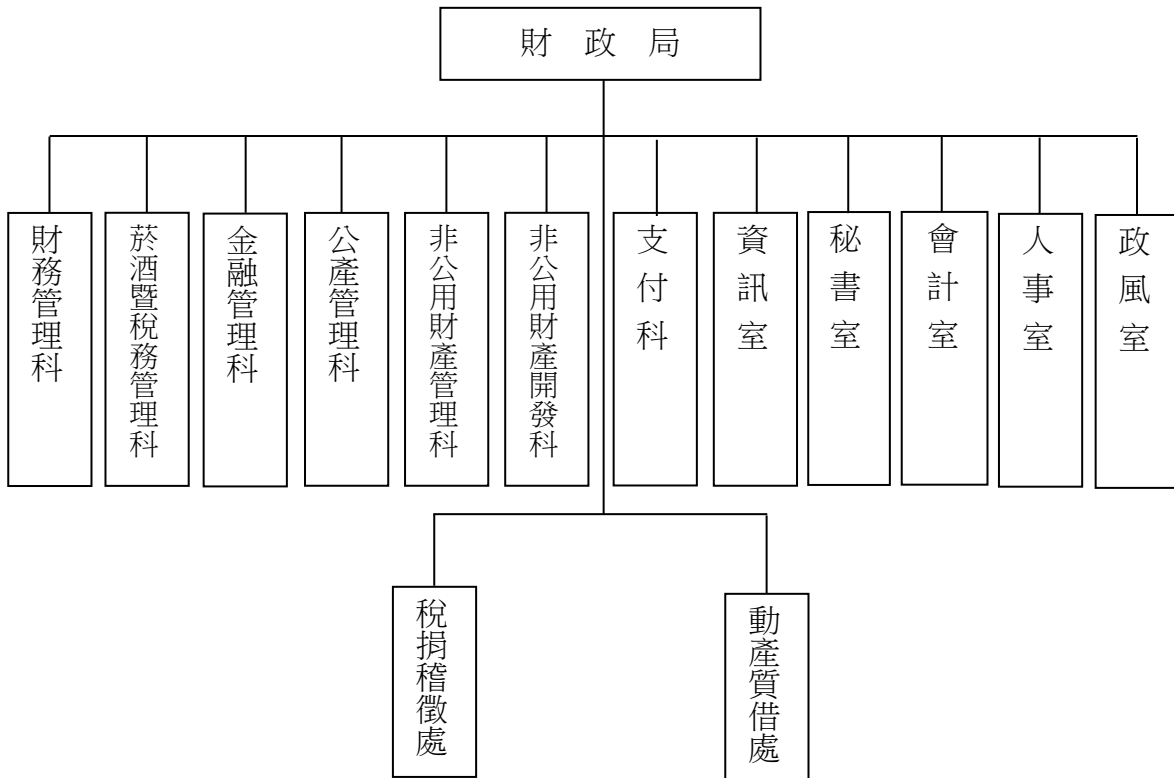 財政局
財務管理科
菸酒暨稅務管理科
金融管理科
公產管理科
非公用財產管理科
非公用財產開發科
支付科
資訊室
秘書室
會計室
人事室
政風室
稅捐稽徵處
動產質借處